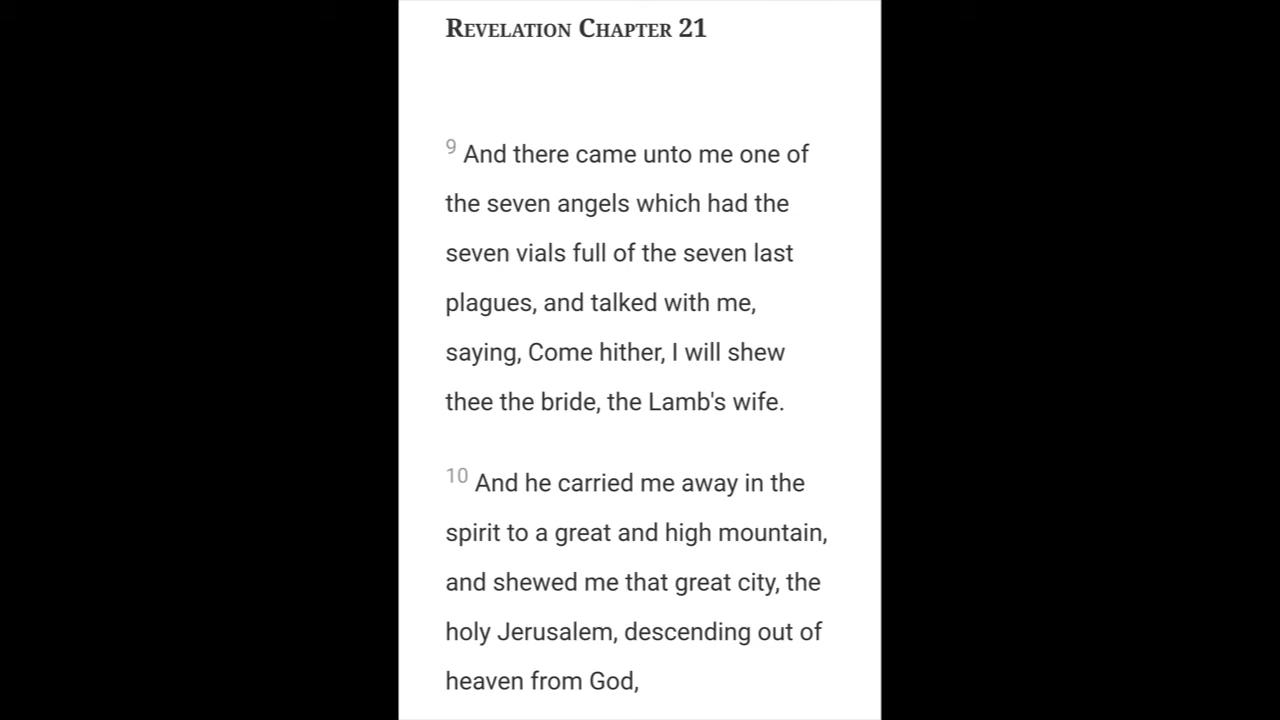 Revelation Chapter 21
9 And there came unto me one of
the seven angels which had the
seven vials full of the seven last
plagues, and talked with me,
saying, Come hither, I will shew
thee the bride, the Lamb's wife.
10 And he carried me away in the
spirit to a great and high mountain,
and shewed me that great city, the
holy Jerusalem, descending out of
heaven from God,